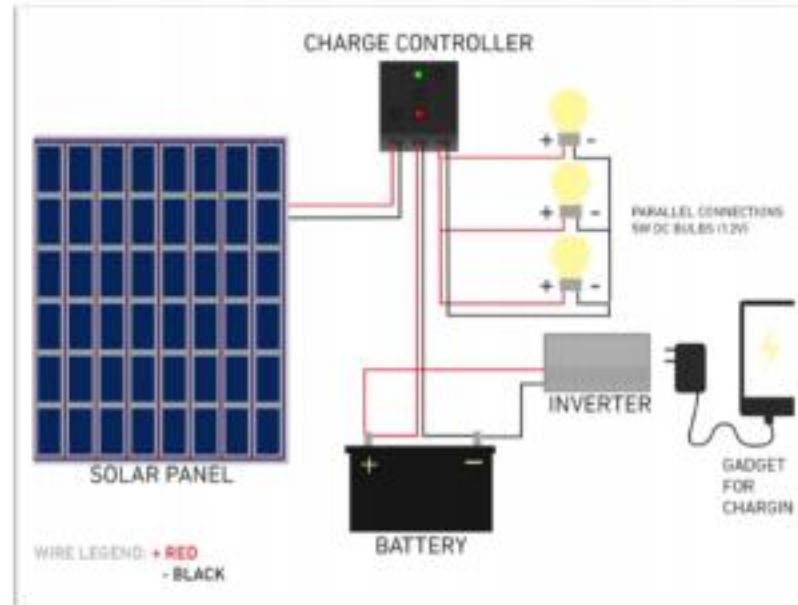 CHARGE CONTROLLER
+ -
+ -
PARALLEL CONNECTIONS
5W DC BULBS (12V)
+ -
INVERTER
SOLAR PANEL
+ -
GADGET
FOR
CHARGIN
BATTERY
WIRE LEGEND: + RED
- BLACK